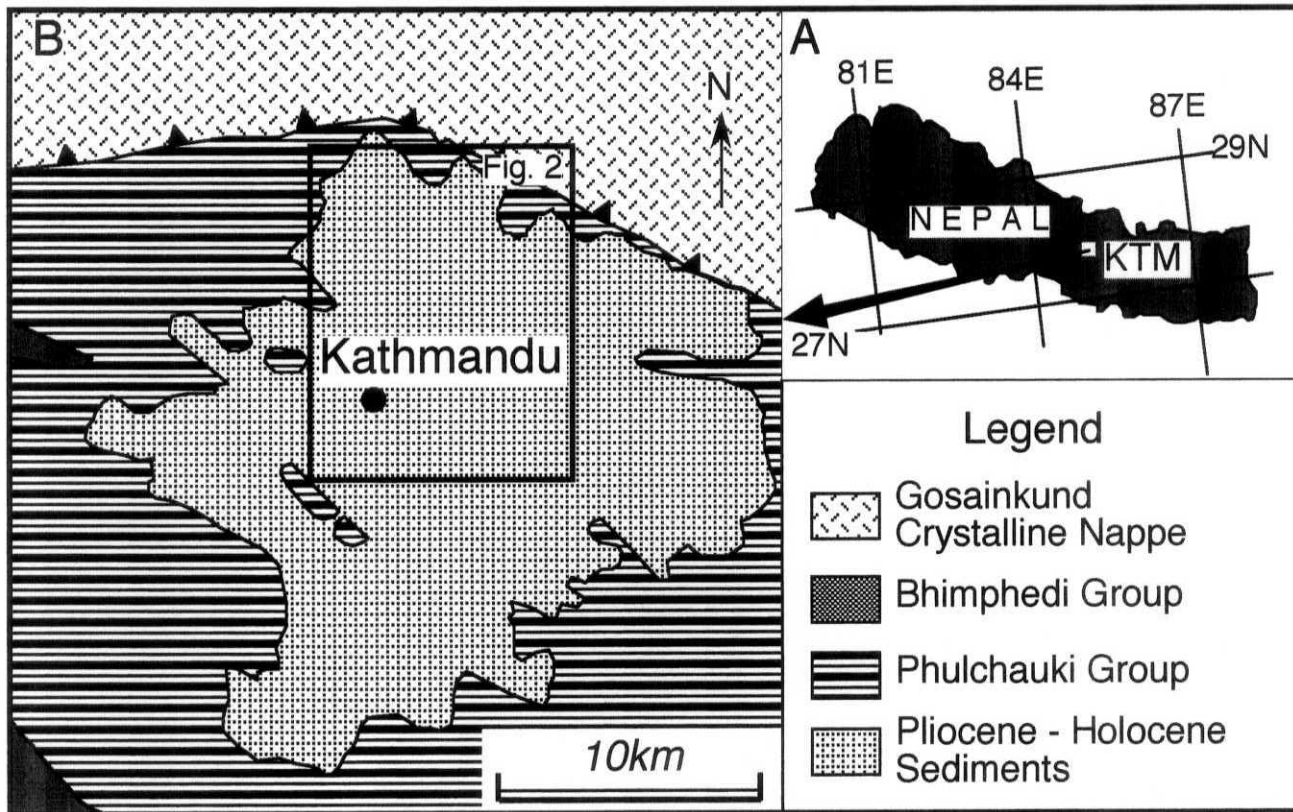 B
N
Fig. 2
Kathmandu
10km
A
81E
84E
87E
29N
NEPAL
KTM
27N
Legend
Gosainkund
Crystalline Nappe
Bhimphedi Group
Phulchauki Group
Pliocene - Holocene
Sediments